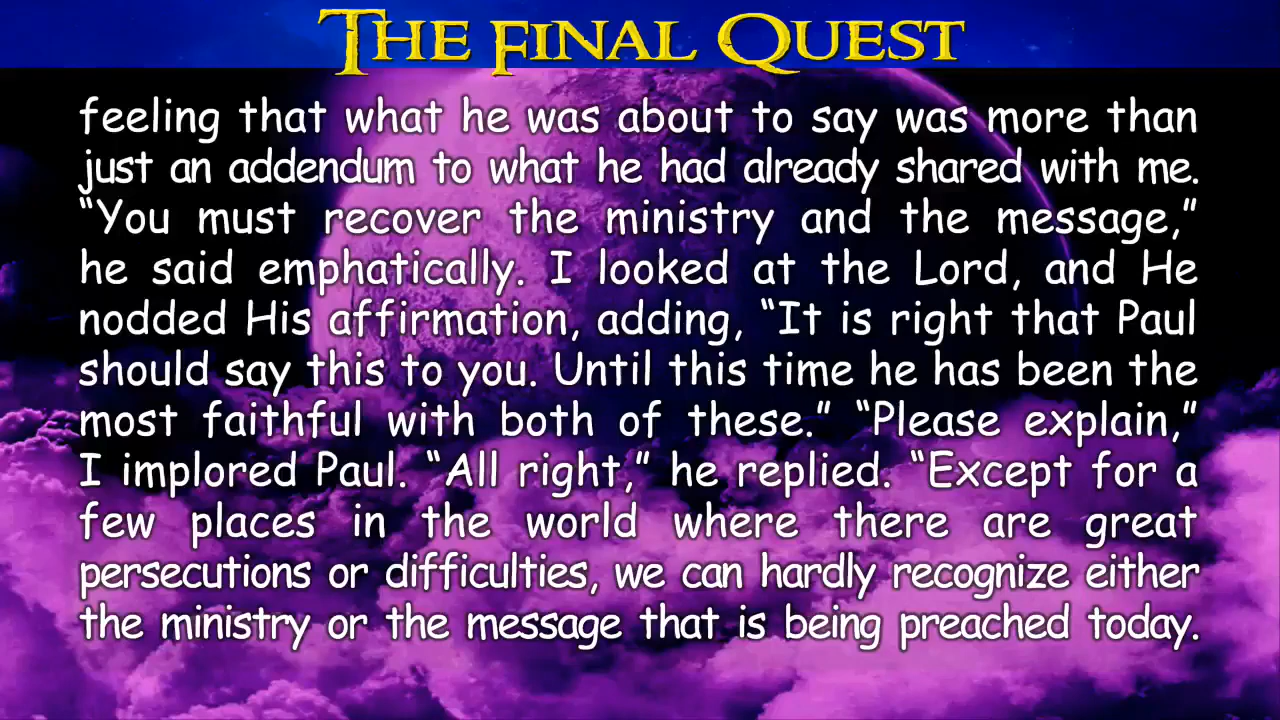 THE FINAL QUEST
feeling that what he was about to say was more than
just an addendum to what he had already shared with me.
“You must recover the ministry and the message,”
he said emphatically. I looked at the Lord, and He
nodded His affirmation, adding, “It is right that Paul
should say this to you. Until this time he has been the
most faithful with both of these.” “Please explain,”
I implored Paul. “All right,” he replied. “Except for a
few places in the world where there are great
persecutions or difficulties, we can hardly recognize either
the ministry or the message that is being preached today.